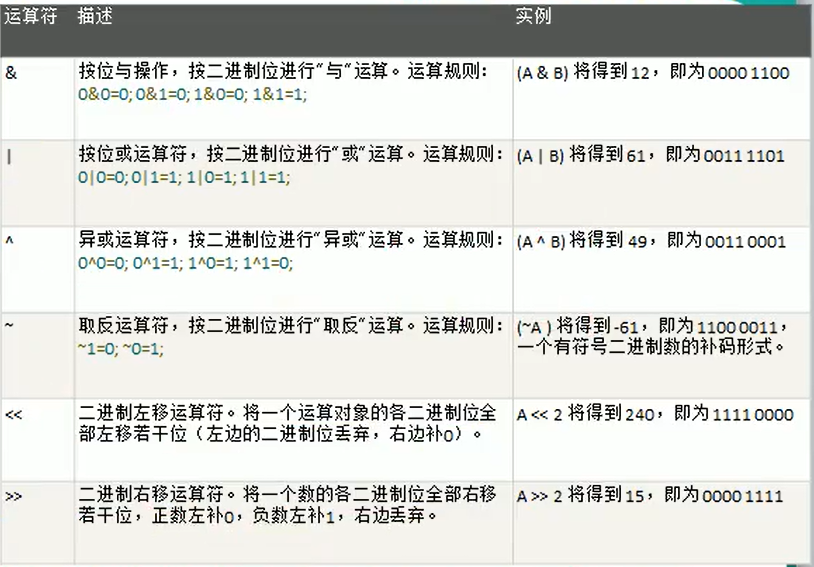 运算符 描述 实例
& 按位与操作，按二进制位进行"与"运算。运算规则： (A & B) 将得到 12，即为 0000 1100
0&0=0; 0&1=0; 1&0=0; 1&1=1;
| 按位或运算符，按二进制位进行"或"运算。运算规则： (A | B) 将得到 61，即为 0011 1101
0|0=0; 0|1=1; 1|0=1; 1|1=1;
^ 异或运算符，按二进制位进行"异或"运算。运算规则： (A ^ B) 将得到 49，即为 0011 0001
0^0=0; 0^1=1; 1^0=1; 1^1=0;
~ 取反运算符，按二进制位进行"取反"运算。运算规则： (~A ) 将得到 -61，即为 1100 0011，
~1=0; ~0=1; 一个有符号二进制数的补码形式。
<< 二进制左移运算符。将一个运算对象的各二进制位全 A << 2 将得到 240，即为 1111 0000
部左移若干位（左边的二进制位丢弃，右边补0）。
>> 二进制右移运算符。将一个数的各二进制位全部右移 A >> 2 将得到 15，即为 0000 1111
若干位，正数左补0，负数左补1，右边丢弃。